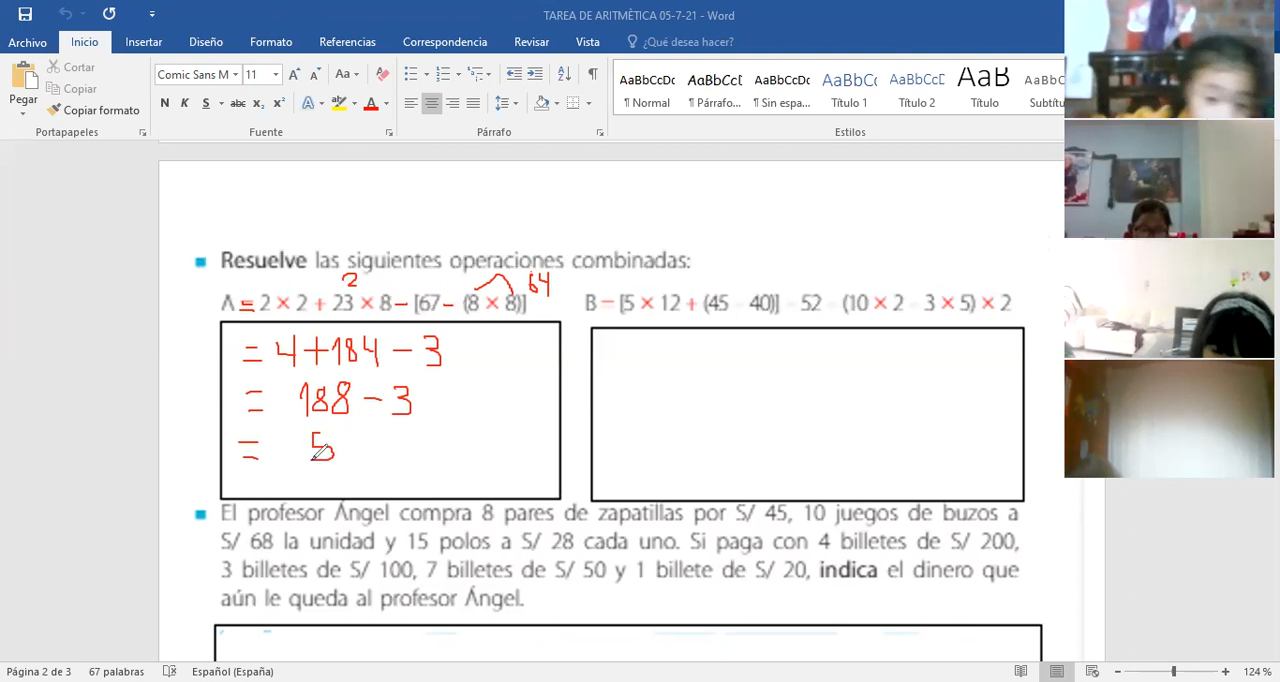 TAREA DE ARITMÈTICA 05-7-21 - Word
Archivo Inicio Insertar Diseño Formato Referencias Correspondencia Revisar Vista ¿Qué desea hacer?
Pegar
Cortar
Copiar
Copiar formato
Comic Sans M 11
N K S abc x₂ x²
AaBbCcDc AaBbCcD AaBbCcDc AaBbC AaBbCcD AaB AaBbC
¶ Normal ¶ Párrafo... ¶ Sin espa... Título 1 Título 2 Título Subtítu
Portapapeles Fuente Párrafo Estilos
Resuelve las siguientes operaciones combinadas:
2 64
A = 2 × 2 + 23 × 8 - [67 - (8 × 8)] B = [5 × 12 + (45 40)] 52 (10 × 2 3 × 5) × 2
= 4 + 184 - 3
= 188 - 3
= 5
El profesor Ángel compra 8 pares de zapatillas por S/ 45, 10 juegos de buzos a
S/ 68 la unidad y 15 polos a S/ 28 cada uno. Si paga con 4 billetes de S/ 200,
3 billetes de S/ 100, 7 billetes de S/ 50 y 1 billete de S/ 20, indica el dinero que
aún le queda al profesor Ángel.
Página 2 de 3 67 palabras Español (España) 124 %